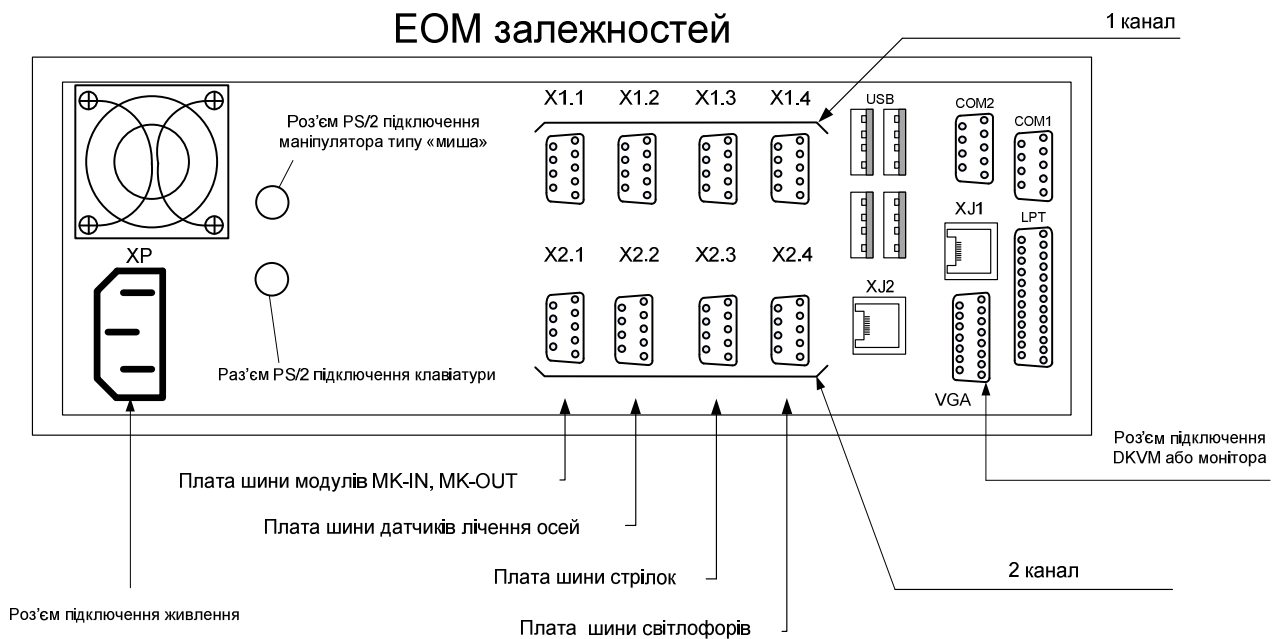 ЕОМ залежностей
1 канал
X1.1 X1.2 X1.3 X1.4
USB
COM2
COM1
Роз’єм PS/2 підключення
маніпулятора типу «миша»
XJ1
LPT
XP
X2.1 X2.2 X2.3 X2.4
XJ2
Раз’єм PS/2 підключення клавіатури
VGA
Роз’єм підключення
DKVM або монітора
Плата шини модулів MK-IN, MK-OUT
Плата шини датчиків лічення осей
Плата шини стрілок
2 канал
Роз’єм підключення живлення
Плата шини світлофорів